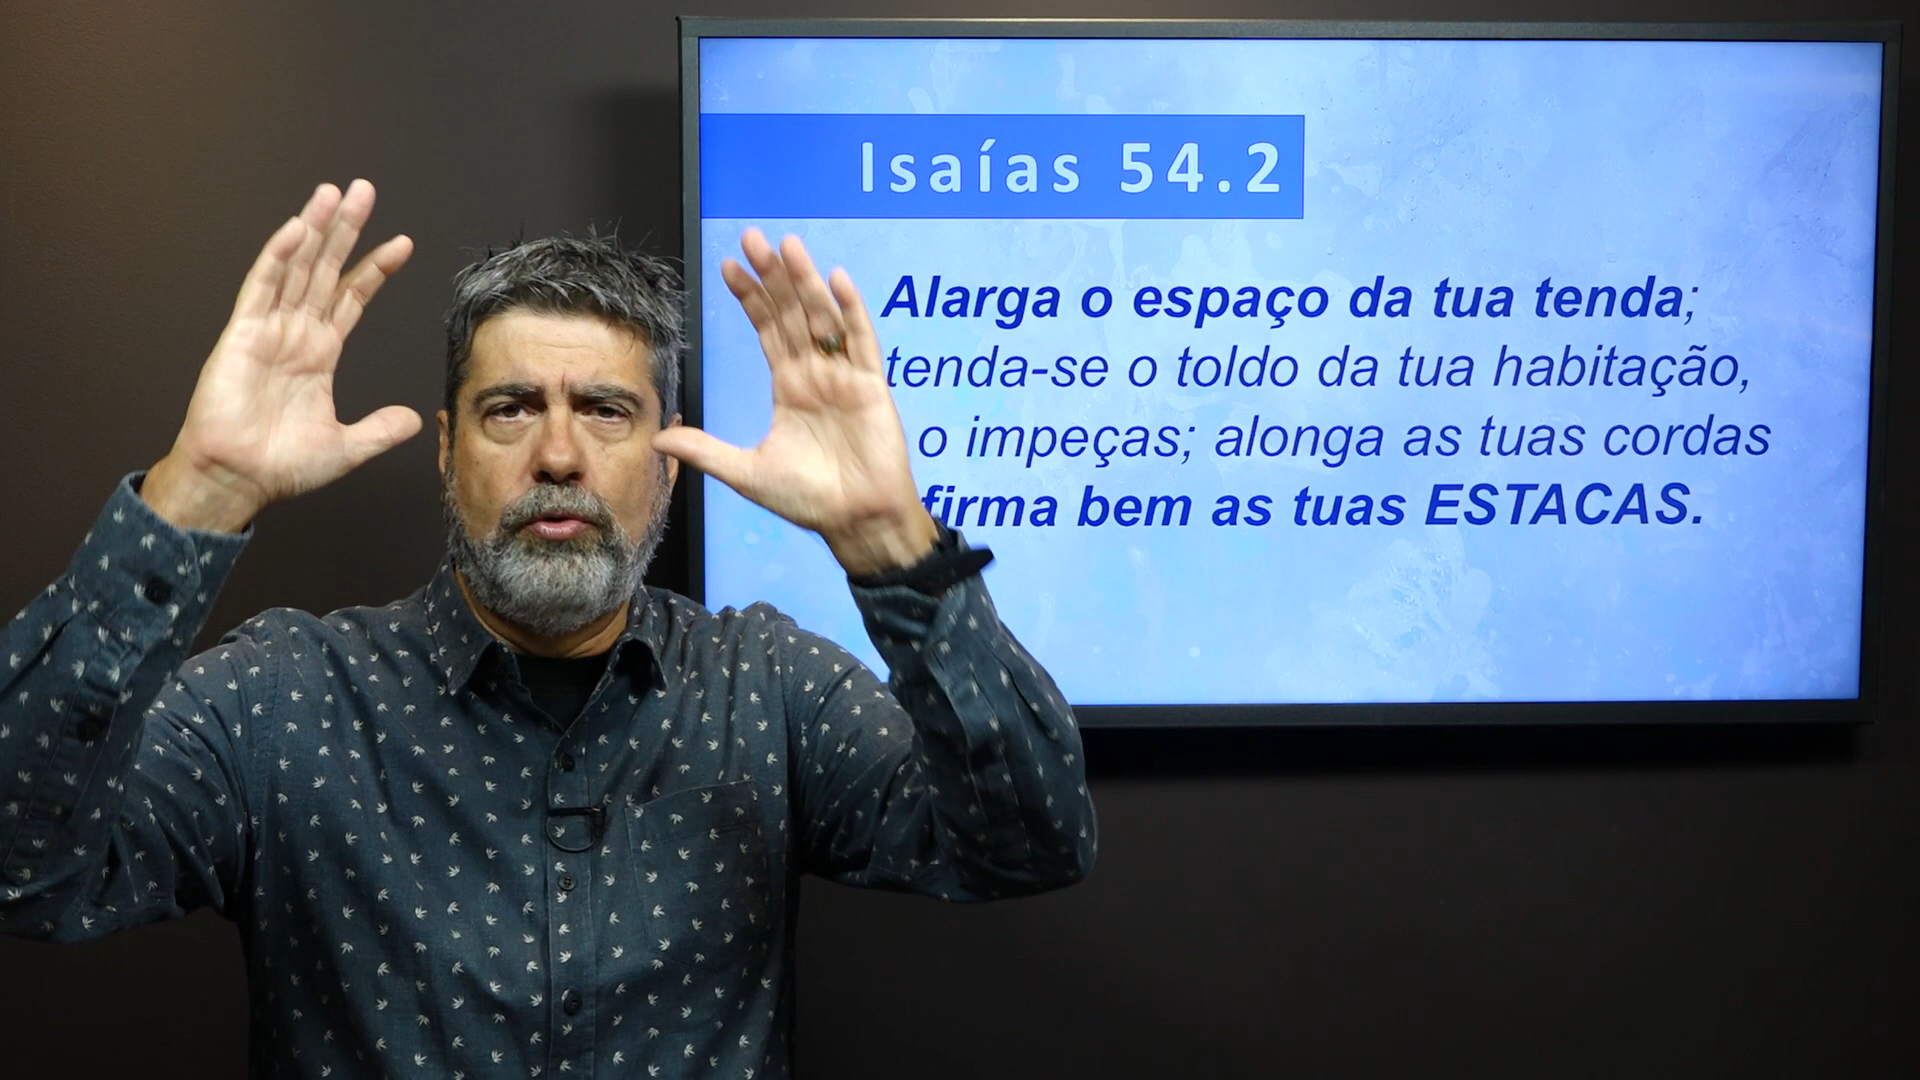 Isaías 54.2
Alarga o espaço da tua tenda;
tenda-se o toldo da tua habitação,
o impeças; alonga as tuas cordas
firma bem as tuas ESTACAS.